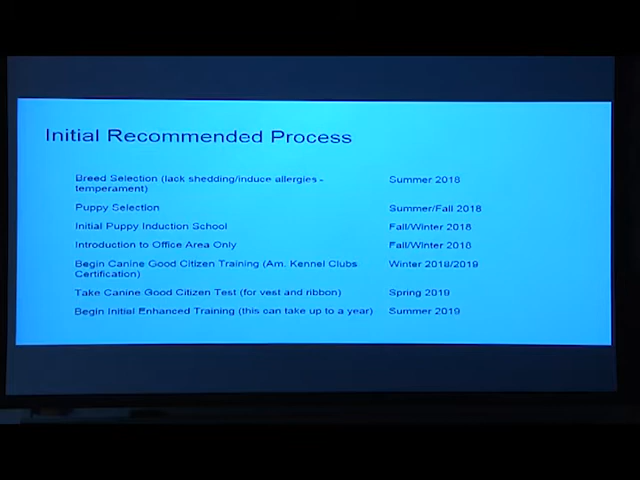 Initial Recommended Process
Breed Selection (lack shedding/induce allergies - Summer 2018
temperament)
Puppy Selection Summer/Fall 2018
Initial Puppy Induction School Fall/Winter 2018
Introduction to Office Area Only Fall/Winter 2018
Begin Canine Good Citizen Training (Am. Kennel Clubs Winter 2018/2019
Certification)
Take Canine Good Citizen Test (for vest and ribbon) Spring 2019
Begin Initial Enhanced Training (this can take up to a year) Summer 2019